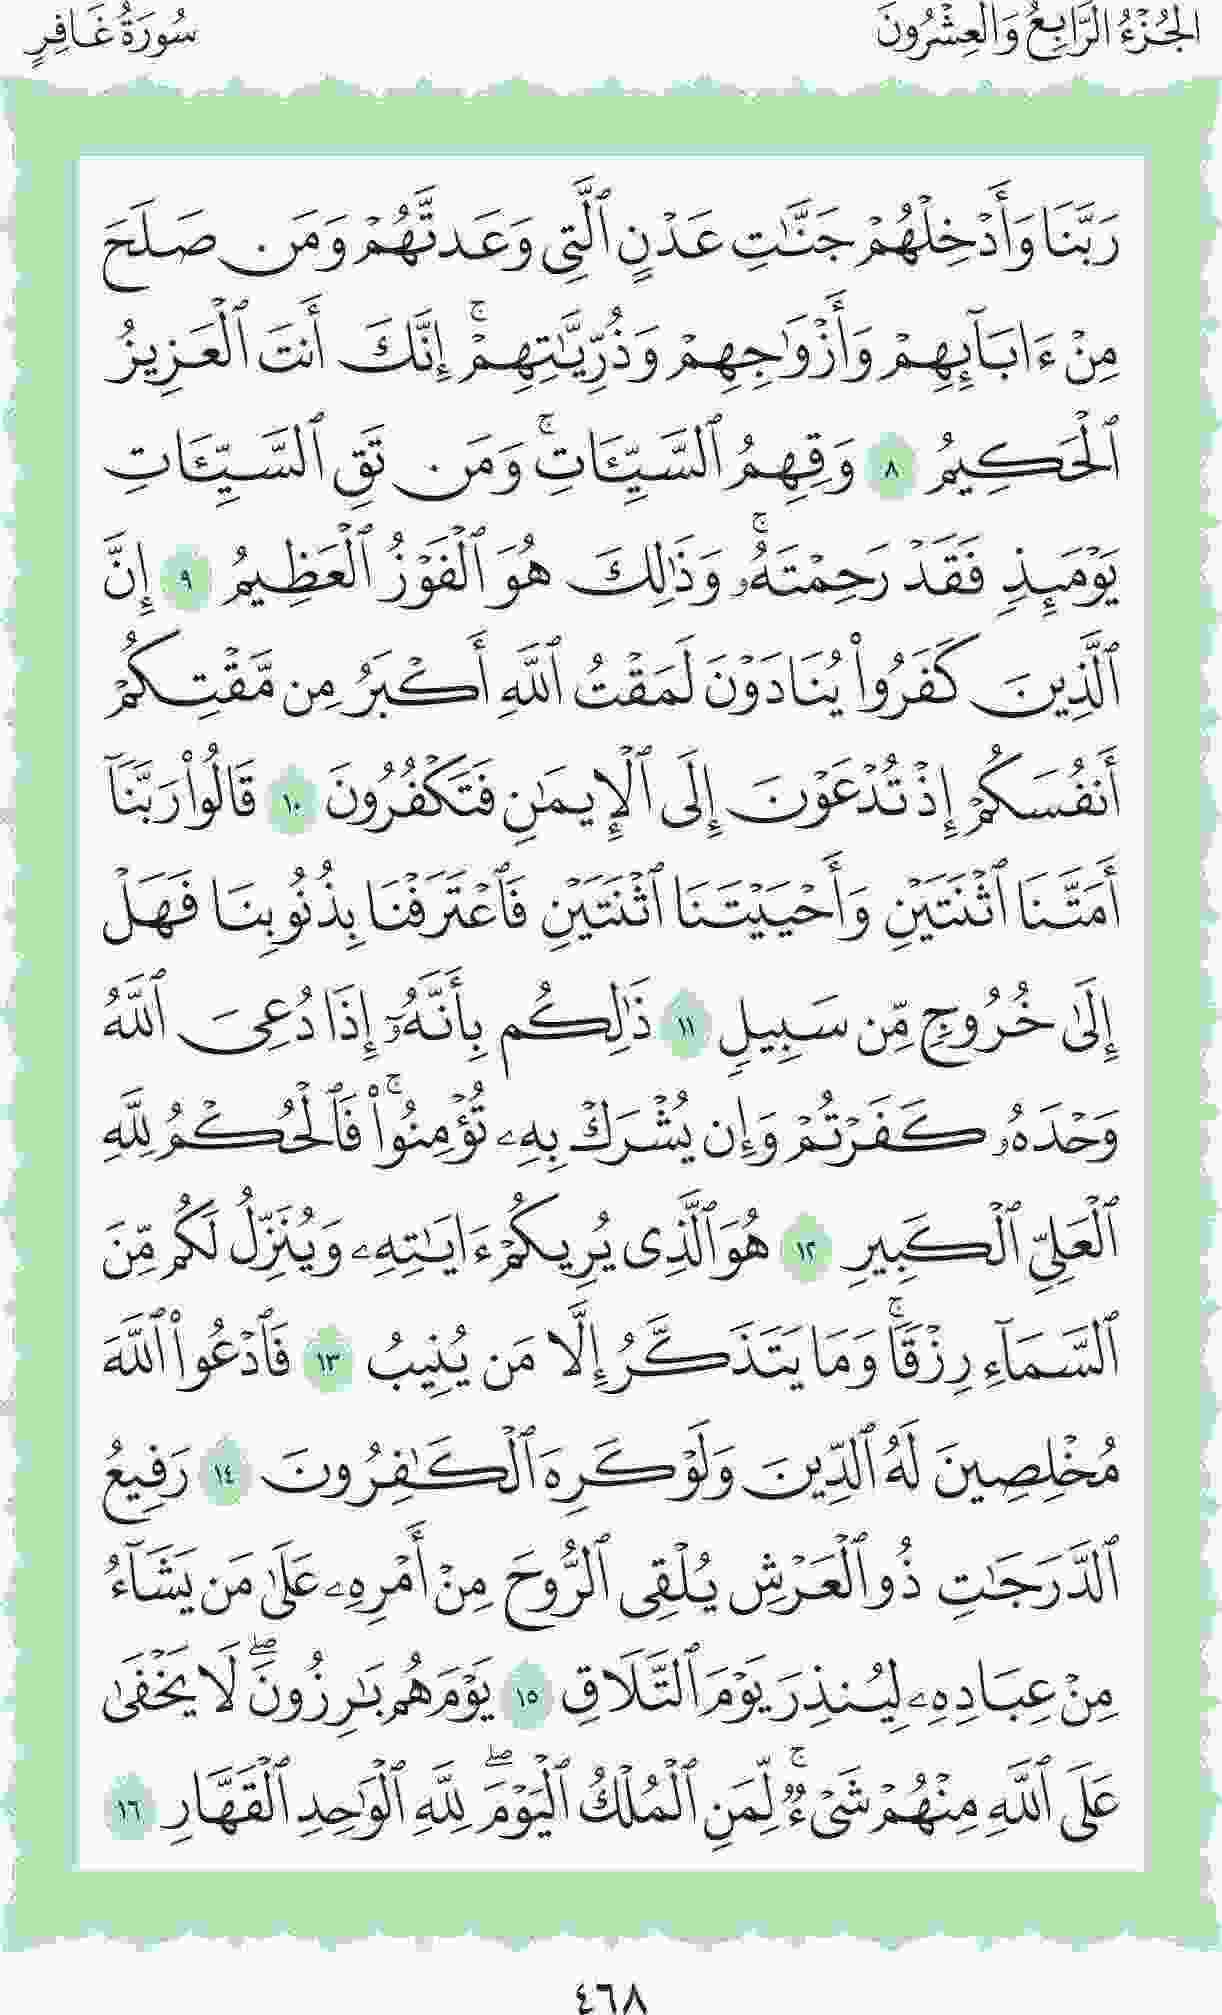 الجُزْءُ الرَّابِعُ وَالْعِشْرُونَ
سُورَةُ غَافِرٍ
رَبَّنَا وَأَدْخِلْهُمْ جَنَّٰتِ عَدْنٍ ٱلَّتِى وَعَدتَّهُمْ وَمَن صَلَحَ
مِنْ ءَابَآئِهِمْ وَأَزْوَٰجِهِمْ وَذُرِّيَّٰتِهِمْ ۚ إِنَّكَ أَنتَ ٱلْعَزِيزُ
ٱلْحَكِيمُ ٨ وَقِهِمُ ٱلسَّيِّـَٔاتِ ۚ وَمَن تَقِ ٱلسَّيِّـَٔاتِ
يَوْمَئِذٍ فَقَدْ رَحِمْتَهُۥ ۚ وَذَٰلِكَ هُوَ ٱلْفَوْزُ ٱلْعَظِيمُ ٩ إِنَّ
ٱلَّذِينَ كَفَرُوا۟ يُنَادَوْنَ لَمَقْتُ ٱللَّهِ أَكْبَرُ مِن مَّقْتِكُمْ
أَنفُسَكُمْ إِذْ تُدْعَوْنَ إِلَى ٱلْإِيمَٰنِ فَتَكْفُرُونَ ١٠ قَالُوا۟ رَبَّنَآ
أَمَتَّنَا ٱثْنَتَيْنِ وَأَحْيَيْتَنَا ٱثْنَتَيْنِ فَٱعْتَرَفْنَا بِذُنُوبِنَا فَهَلْ
إِلَىٰ خُرُوجٍ مِّن سَبِيلٍ ١١ ذَٰلِكُم بِأَنَّهُۥٓ إِذَا دُعِىَ ٱللَّهُ
وَحْدَهُۥ كَفَرْتُمْ وَإِن يُشْرَكْ بِهِۦ تُؤْمِنُوا۟ ۚ فَٱلْحُكْمُ لِلَّهِ
ٱلْعَلِىِّ ٱلْكَبِيرِ ١٢ هُوَ ٱلَّذِى يُرِيكُمْ ءَايَٰتِهِۦ وَيُنَزِّلُ لَكُم مِّنَ
ٱلسَّمَآءِ رِزْقًا ۚ وَمَا يَتَذَكَّرُ إِلَّا مَن يُنِيبُ ١٣ فَٱدْعُوا۟ ٱللَّهَ
مُخْلِصِينَ لَهُ ٱلدِّينَ وَلَوْ كَرِهَ ٱلْكَٰفِرُونَ ١٤ رَفِيعُ
ٱلدَّرَجَٰتِ ذُو ٱلْعَرْشِ يُلْقِى ٱلرُّوحَ مِنْ أَمْرِهِۦ عَلَىٰ مَن يَشَآءُ
مِنْ عِبَادِهِۦ لِيُنذِرَ يَوْمَ ٱلتَّلَاقِ ١٥ يَوْمَ هُم بَٰرِزُونَ ۖ لَا يَخْفَىٰ
عَلَى ٱللَّهِ مِنْهُمْ شَىْءٌ ۚ لِّمَنِ ٱلْمُلْكُ ٱلْيَوْمَ ۖ لِلَّهِ ٱلْوَٰحِدِ ٱلْقَهَّارِ ١٦
٤٦٨